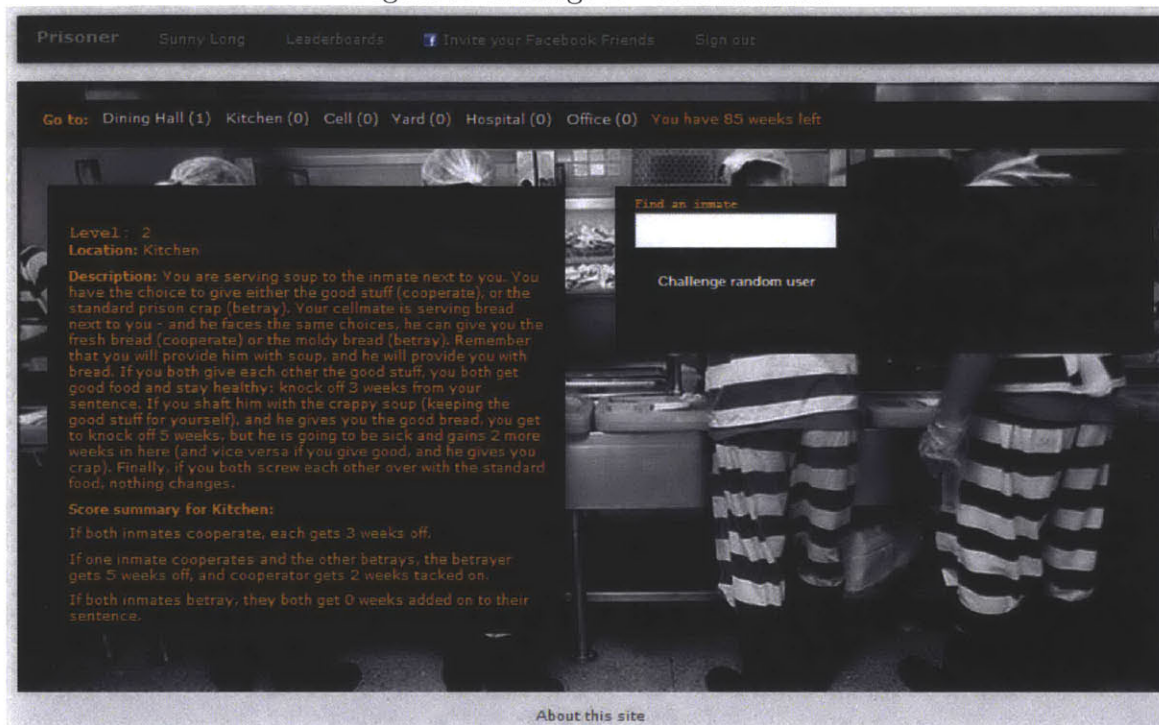 Prisoner Sunny Long Leaderboards Invite your Facebook Friends Sign out
Go to: Dining Hall (1) Kitchen (0) Cell (0) Yard (0) Hospital (0) Office (0) You have 85 weeks left
Level: 2
Location: Kitchen
Description: You are serving soup to the inmate next to you. You
have the choice to give either the good stuff (cooperate), or the
standard prison crap (betray). Your cellmate is serving bread
next to you - and he faces the same choices, he can give you the
fresh bread (cooperate) or the moldy bread (betray). Remember
that you will provide him with soup, and he will provide you with
bread. If you both give each other the good stuff, you both get
good food and stay healthy: knock off 3 weeks from your
sentence. If you shaft him with the crappy soup (keeping the
good stuff for yourself), and he gives you the good bread, you get
to knock off 5 weeks, but he is going to be sick and gains 2 more
weeks in here (and vice versa if you give good, and he gives you
crap). Finally, if you both screw each other over with the standard
food, nothing changes.
Score summary for Kitchen:
If both inmates cooperate, each gets 3 weeks off.
If one inmate cooperates and the other betrays, the betrayer
gets 5 weeks off, and cooperator gets 2 weeks tacked on.
If both inmates betray, they both get 0 weeks added on to their
sentence.
Find an inmate
Challenge random user
About this site